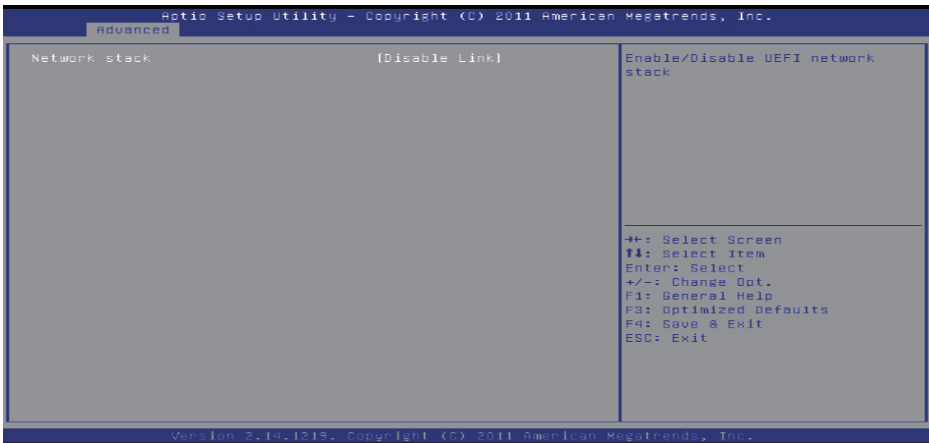 Aptio Setup Utility – Copyright (C) 2011 American Megatrends, Inc.
Advanced
Network stack [Disable Link]
Enable/Disable UEFI network
stack
→←: Select Screen
↑↓: Select Item
Enter: Select
+/-: Change Opt.
F1: General Help
F3: Optimized Defaults
F4: Save & Exit
ESC: Exit
Version 2.14.1219. Copyright (C) 2011 American Megatrends, Inc.